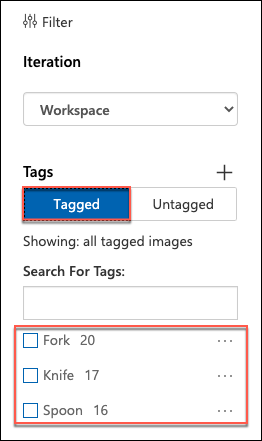 Filter
Iteration
Workspace
Tags
Tagged Untagged
Showing: all tagged images
Search For Tags:
Fork 20 ...
Knife 17 ...
Spoon 16 ...